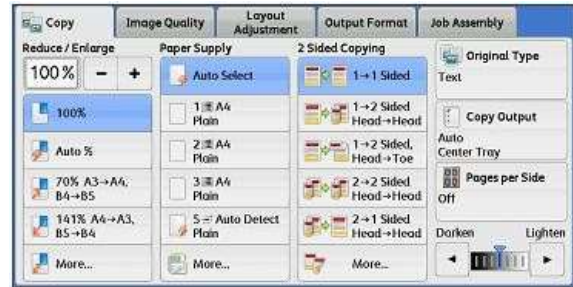 Copy
Image Quality
Layout
Adjustment
Output Format
Job Assembly
Reduce / Enlarge
100%
-
+
100%
Auto %
70% A3→A4,
B4→B5
141% A4→A3,
B5→B4
More...
Paper Supply
Auto Select
1 A4
Plain
2 A4
Plain
3 A4
Plain
5 Auto Detect
Plain
More...
2 Sided Copying
1→1 Sided
1→2 Sided
Head→Head
1→2 Sided,
Head→Toe
2→2 Sided
Head→Head
2→1 Sided
Head→Head
More...
Original Type
Text
Copy Output
Auto
Center Tray
Pages per Side
Off
Darken
Lighten